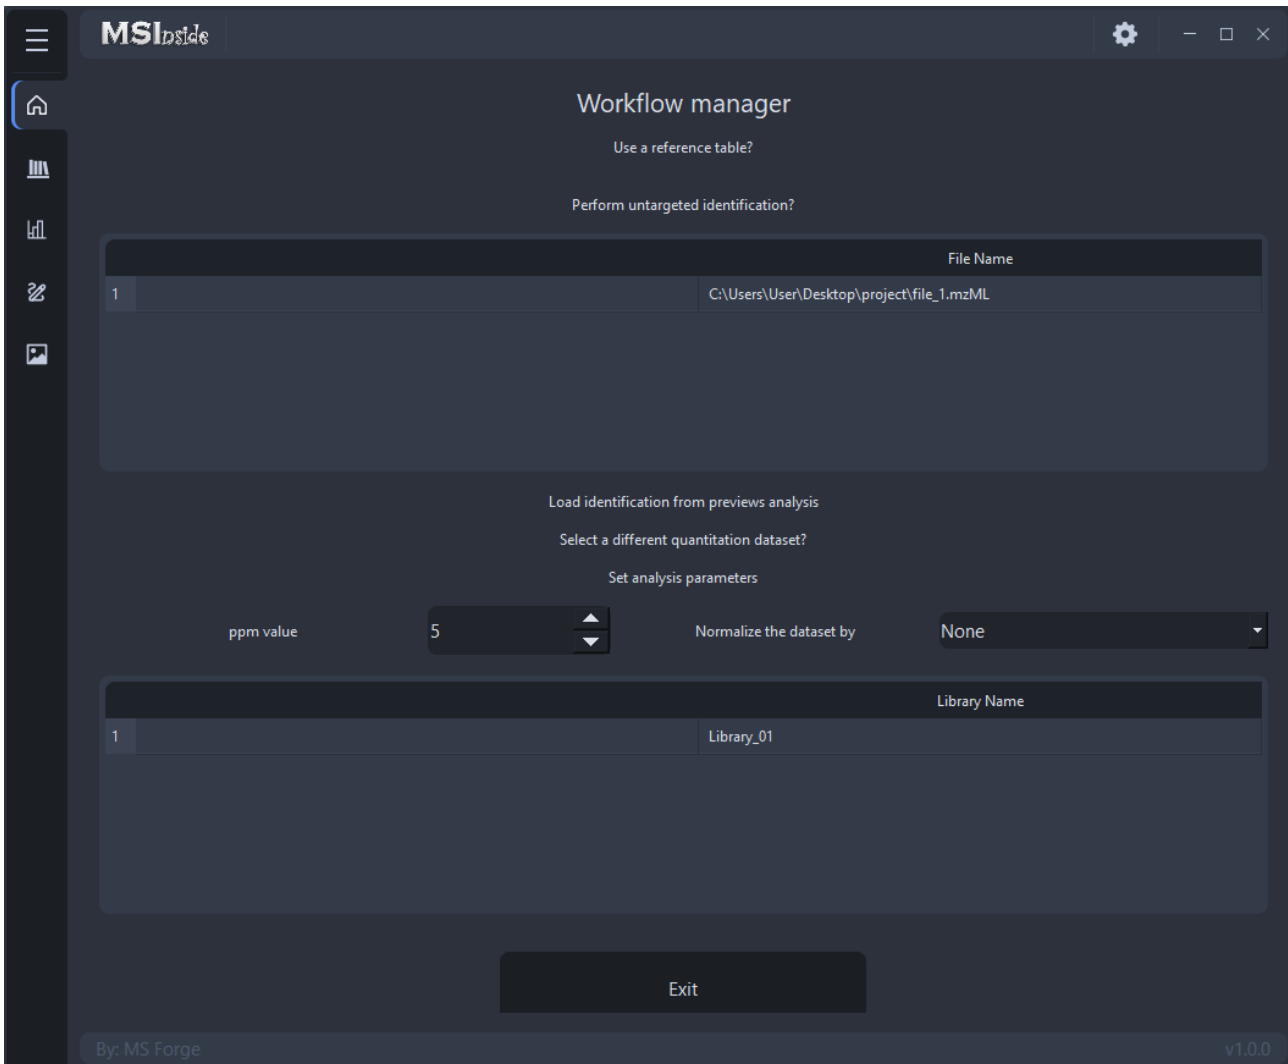 MSInside
Workflow manager
Use a reference table?
Perform untargeted identification?
File Name
1 C:\Users\User\Desktop\project\file_1.mzML
Load identification from previews analysis
Select a different quantitation dataset?
Set analysis parameters
ppm value 5 Normalize the dataset by None
Library Name
1 Library_01
Exit
By: MS Forge v1.0.0